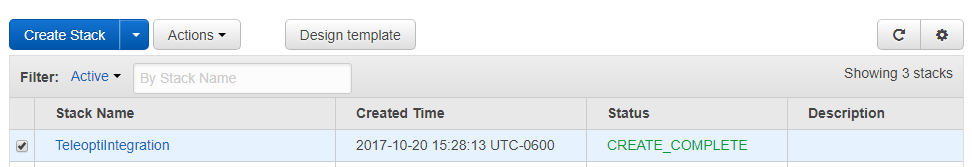 Create Stack Actions Design template
Filter: Active By Stack Name Showing 3 stacks
Stack Name Created Time Status Description
TeleoptiIntegration 2017-10-20 15:28:13 UTC-0600 CREATE_COMPLETE